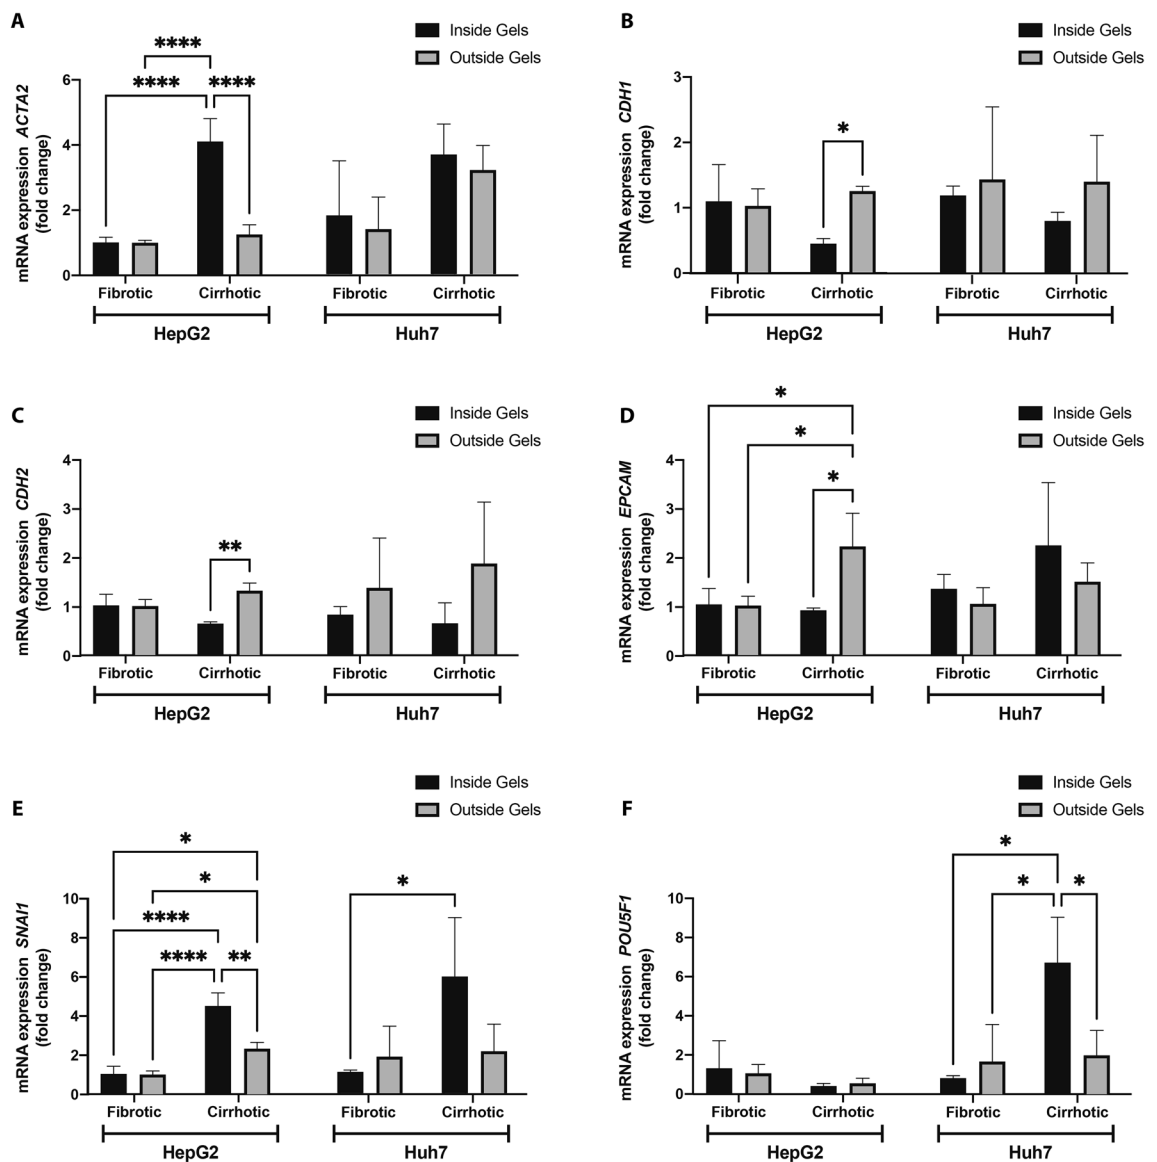 A
Inside Gels
Outside Gels
mRNA expression ACTA2
(fold change)
6
4
2
0
****
****
****
Fibrotic
Cirrhotic
Fibrotic
Cirrhotic
HepG2
Huh7
B
Inside Gels
Outside Gels
mRNA expression CDH1
(fold change)
3
2
1
0
*
Fibrotic
Cirrhotic
Fibrotic
Cirrhotic
HepG2
Huh7
C
Inside Gels
Outside Gels
mRNA expression CDH2
(fold change)
4
3
2
1
0
**
Fibrotic
Cirrhotic
Fibrotic
Cirrhotic
HepG2
Huh7
D
Inside Gels
Outside Gels
mRNA expression EPCAM
(fold change)
4
3
2
1
0
*
*
*
Fibrotic
Cirrhotic
Fibrotic
Cirrhotic
HepG2
Huh7
E
Inside Gels
Outside Gels
mRNA expression SNAI1
(fold change)
10
8
6
4
2
0
*
*
****
**** **
*
Fibrotic
Cirrhotic
Fibrotic
Cirrhotic
HepG2
Huh7
F
Inside Gels
Outside Gels
mRNA expression POU5F1
(fold change)
10
8
6
4
2
0
*
* *
Fibrotic
Cirrhotic
Fibrotic
Cirrhotic
HepG2
Huh7